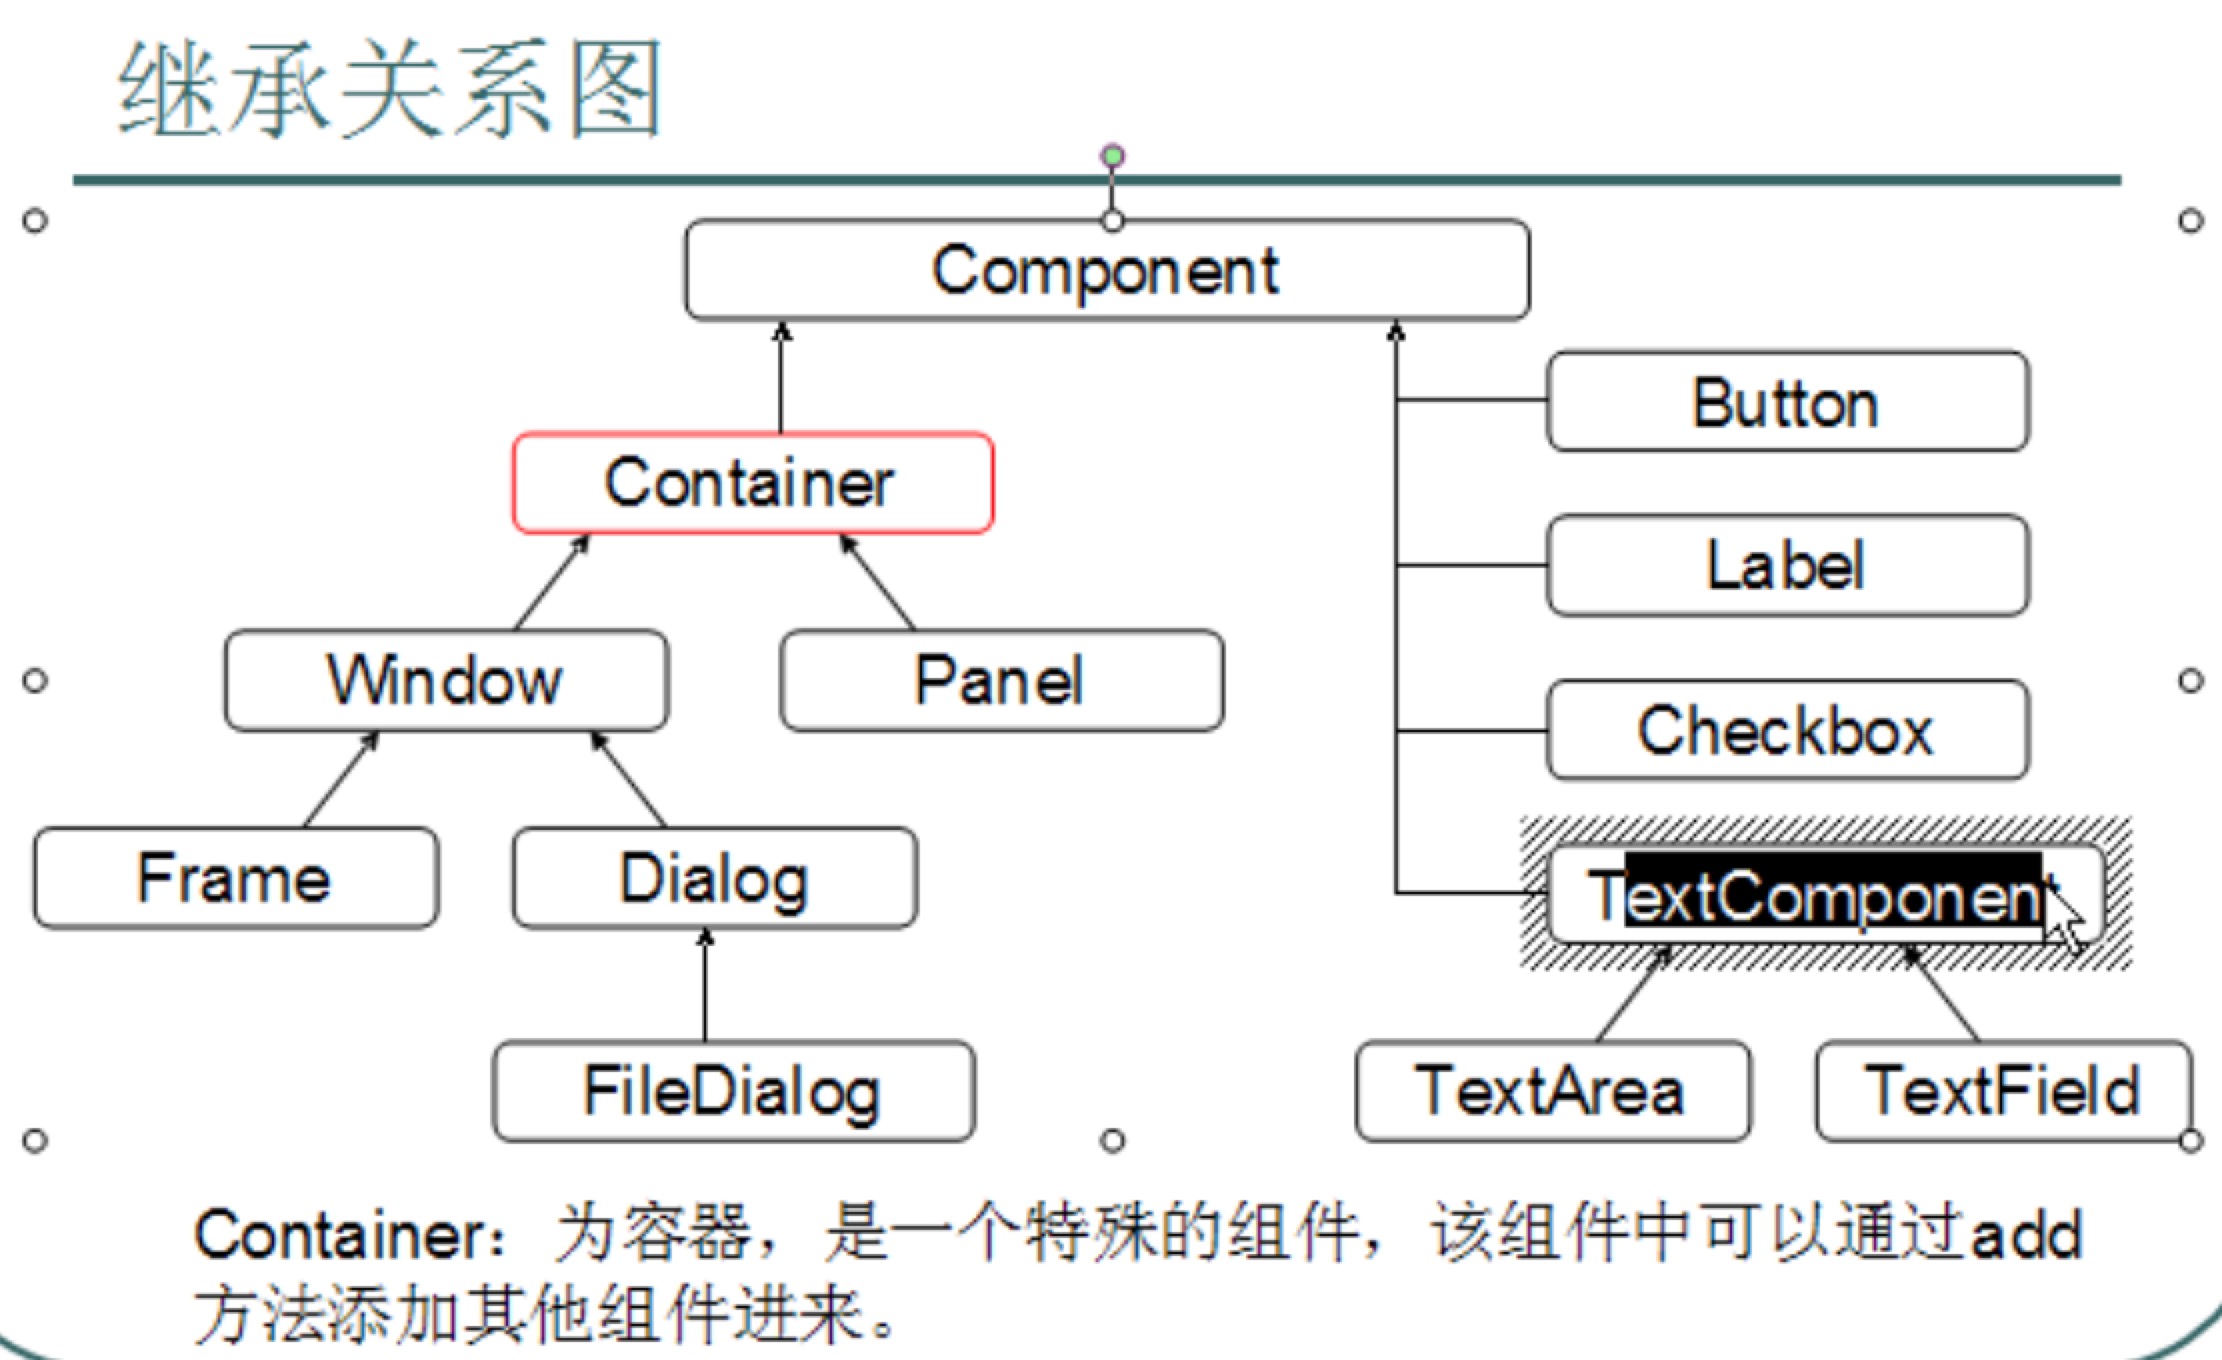 继承关系图
Component
Button
Container
Label
Window
Panel
Checkbox
Frame
Dialog
TextComponent
FileDialog
TextArea
TextField
Container：为容器，是一个特殊的组件，该组件中可以通过add
方法添加其他组件进来。